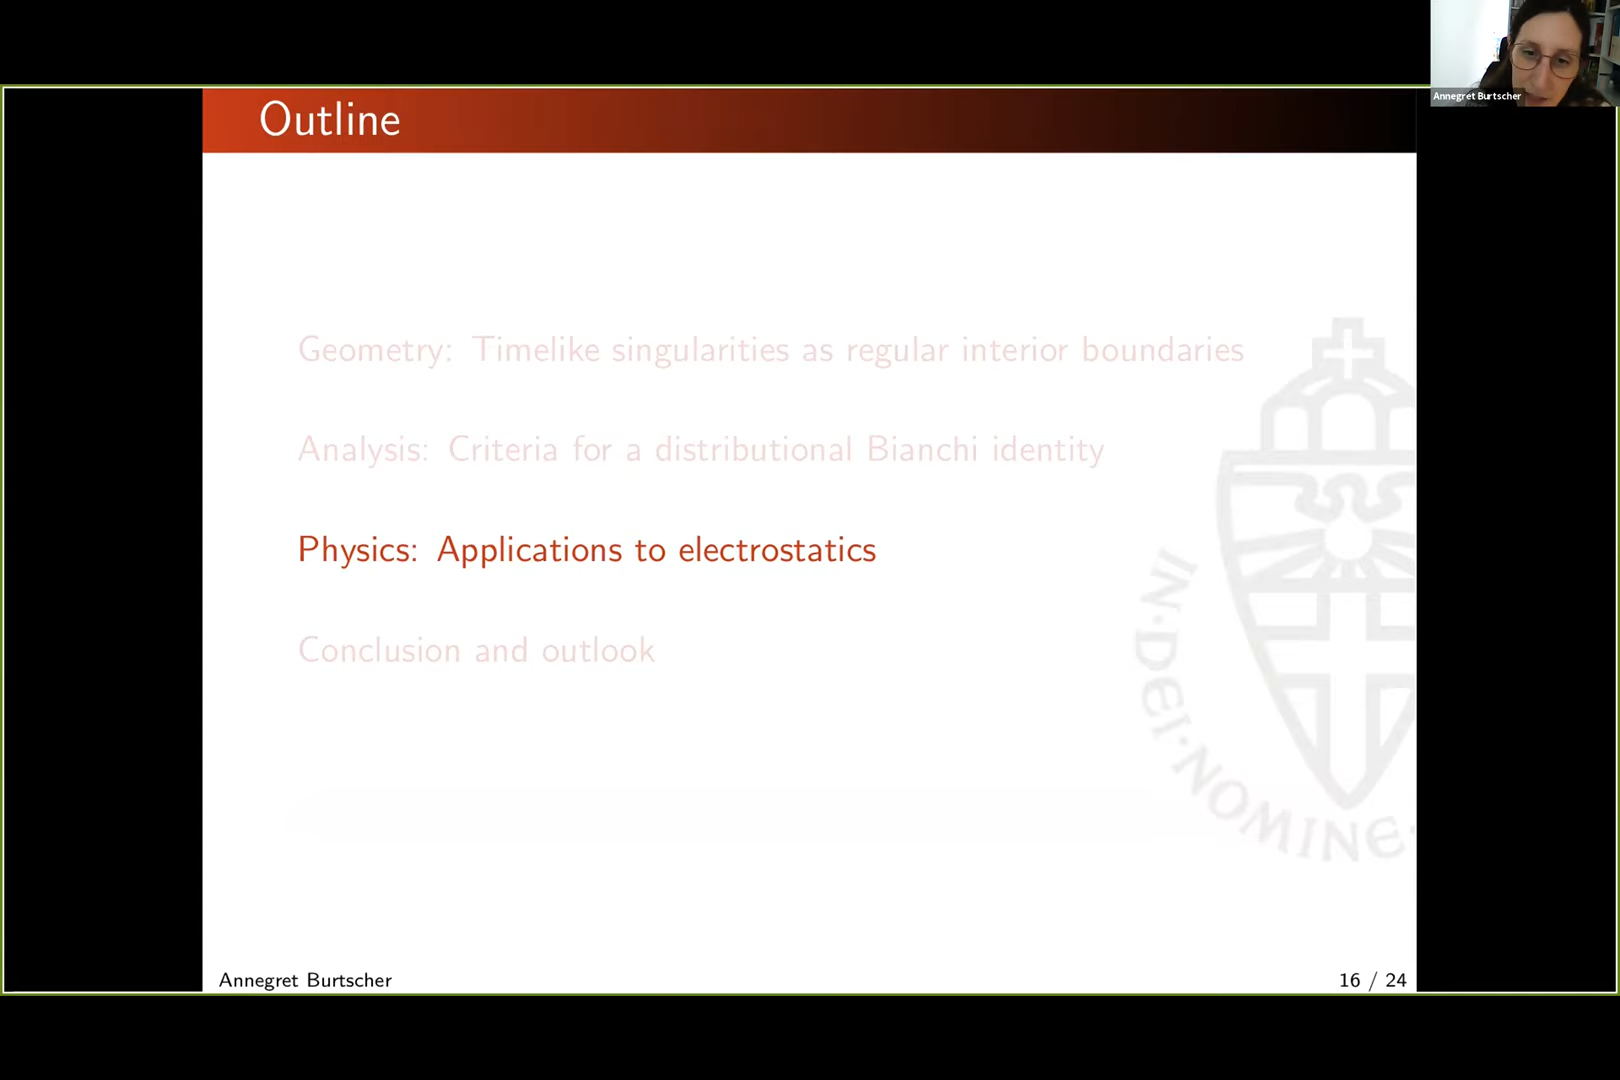 Annegret Burtscher
Outline
Geometry: Timelike singularities as regular interior boundaries
Analysis: Criteria for a distributional Bianchi identity
Physics: Applications to electrostatics
Conclusion and outlook
IN·DEI·NOMINE·
Annegret Burtscher
16 / 24